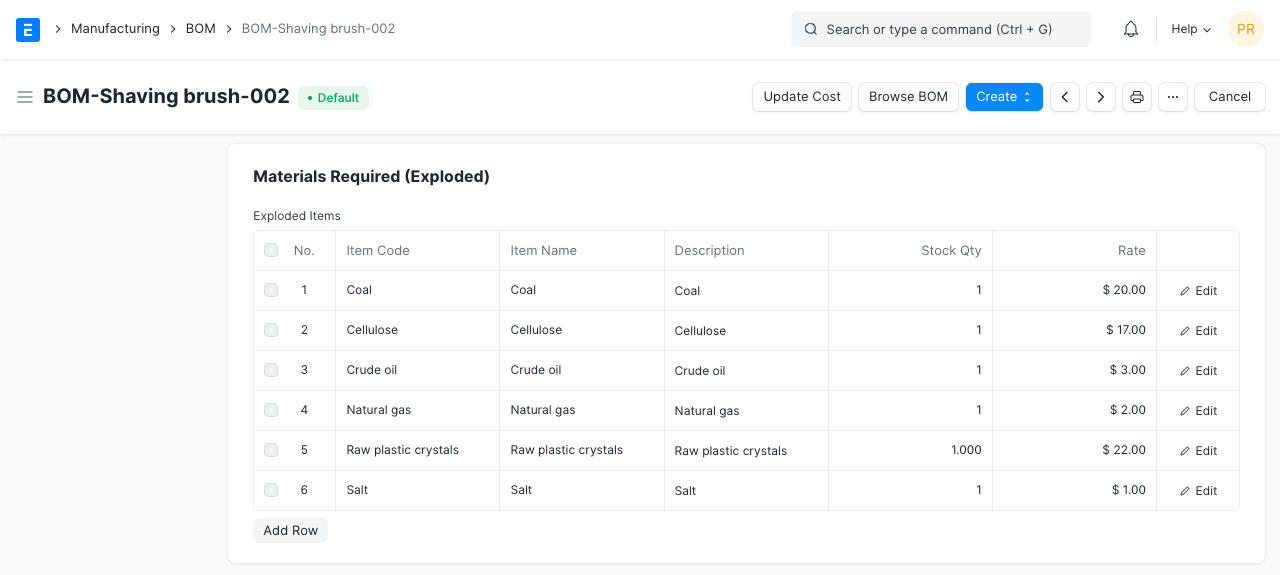 E Manufacturing BOM BOM-Shaving brush-002 Search or type a command (Ctrl + G) Help PR
BOM-Shaving brush-002 • Default Update Cost Browse BOM Create ... Cancel
Materials Required (Exploded)
Exploded Items
No. Item Code Item Name Description Stock Qty Rate
1 Coal Coal Coal 1 $ 20.00 Edit
2 Cellulose Cellulose Cellulose 1 $ 17.00 Edit
3 Crude oil Crude oil Crude oil 1 $ 3.00 Edit
4 Natural gas Natural gas Natural gas 1 $ 2.00 Edit
5 Raw plastic crystals Raw plastic crystals Raw plastic crystals 1.000 $ 22.00 Edit
6 Salt Salt Salt 1 $ 1.00 Edit
Add Row